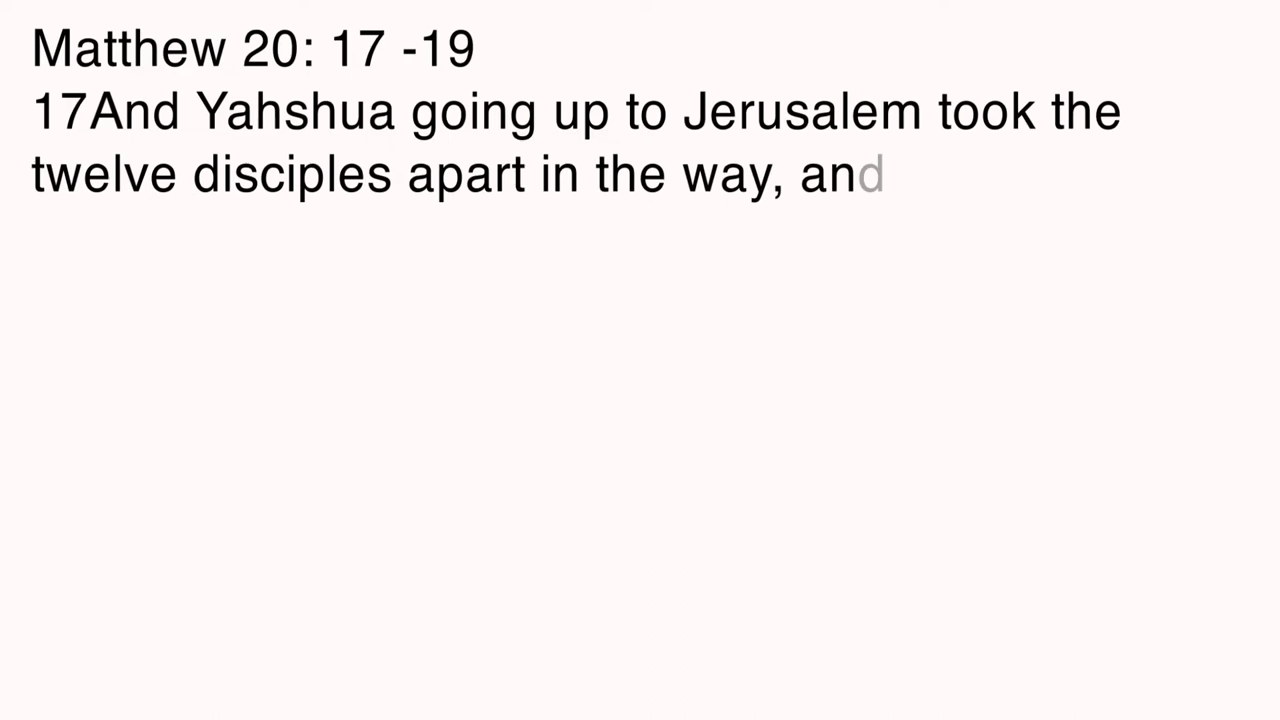 Matthew 20: 17 -19
17And Yahshua going up to Jerusalem took the
twelve disciples apart in the way, and